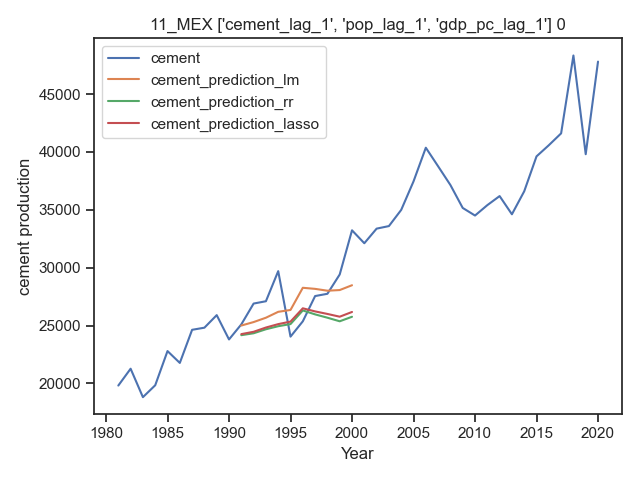 11_MEX ['cement_lag_1', 'pop_lag_1', 'gdp_pc_lag_1'] 0
cement
cement_prediction_lm
cement_prediction_rr
cement_prediction_lasso
cement production
45000
40000
35000
30000
25000
20000
1980
1985
1990
1995
2000
2005
2010
2015
2020
Year